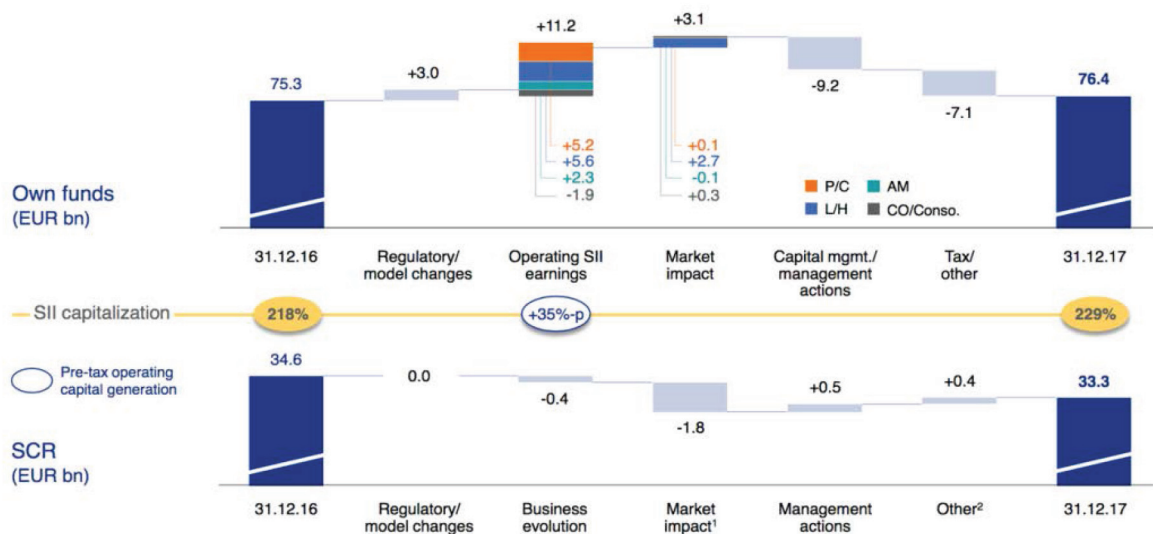 +11.2
+3.1
75.3
+3.0
-9.2
-7.1
76.4
+5.2
+5.6
+2.3
-1.9
+0.1
+2.7
-0.1
+0.3
P/C
AM
L/H
CO/Conso.
Own funds
(EUR bn)
31.12.16
Regulatory/
model changes
Operating SII
earnings
Market
impact
Capital mgmt./
management
actions
Tax/
other
31.12.17
SII capitalization
218%
+35%-p
229%
Pre-tax operating
capital generation
34.6
0.0
-0.4
-1.8
+0.5
+0.4
33.3
SCR
(EUR bn)
31.12.16
Regulatory/
model changes
Business
evolution
Market
impact¹
Management
actions
Other²
31.12.17